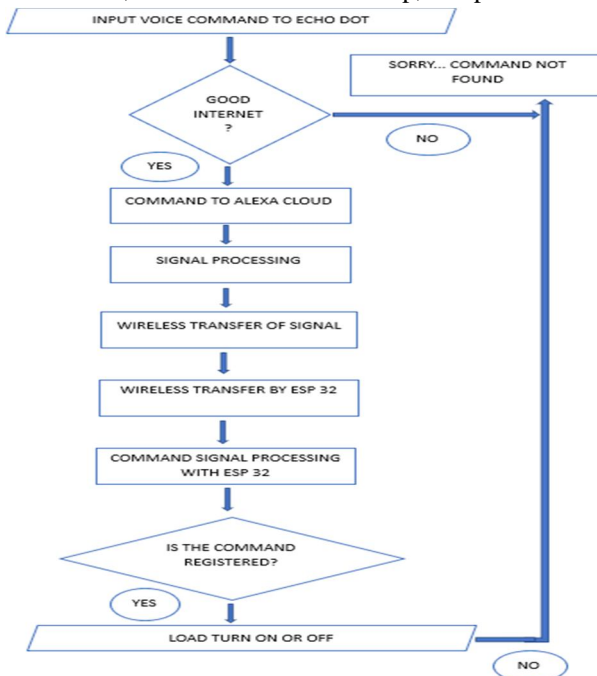 INPUT VOICE COMMAND TO ECHO DOT
SORRY... COMMAND NOT
FOUND
GOOD
INTERNET
?
NO
YES
COMMAND TO ALEXA CLOUD
SIGNAL PROCESSING
WIRELESS TRANSFER OF SIGNAL
WIRELESS TRANSFER BY ESP 32
COMMAND SIGNAL PROCESSING
WITH ESP 32
IS THE COMMAND
REGISTERED?
YES
LOAD TURN ON OR OFF
NO